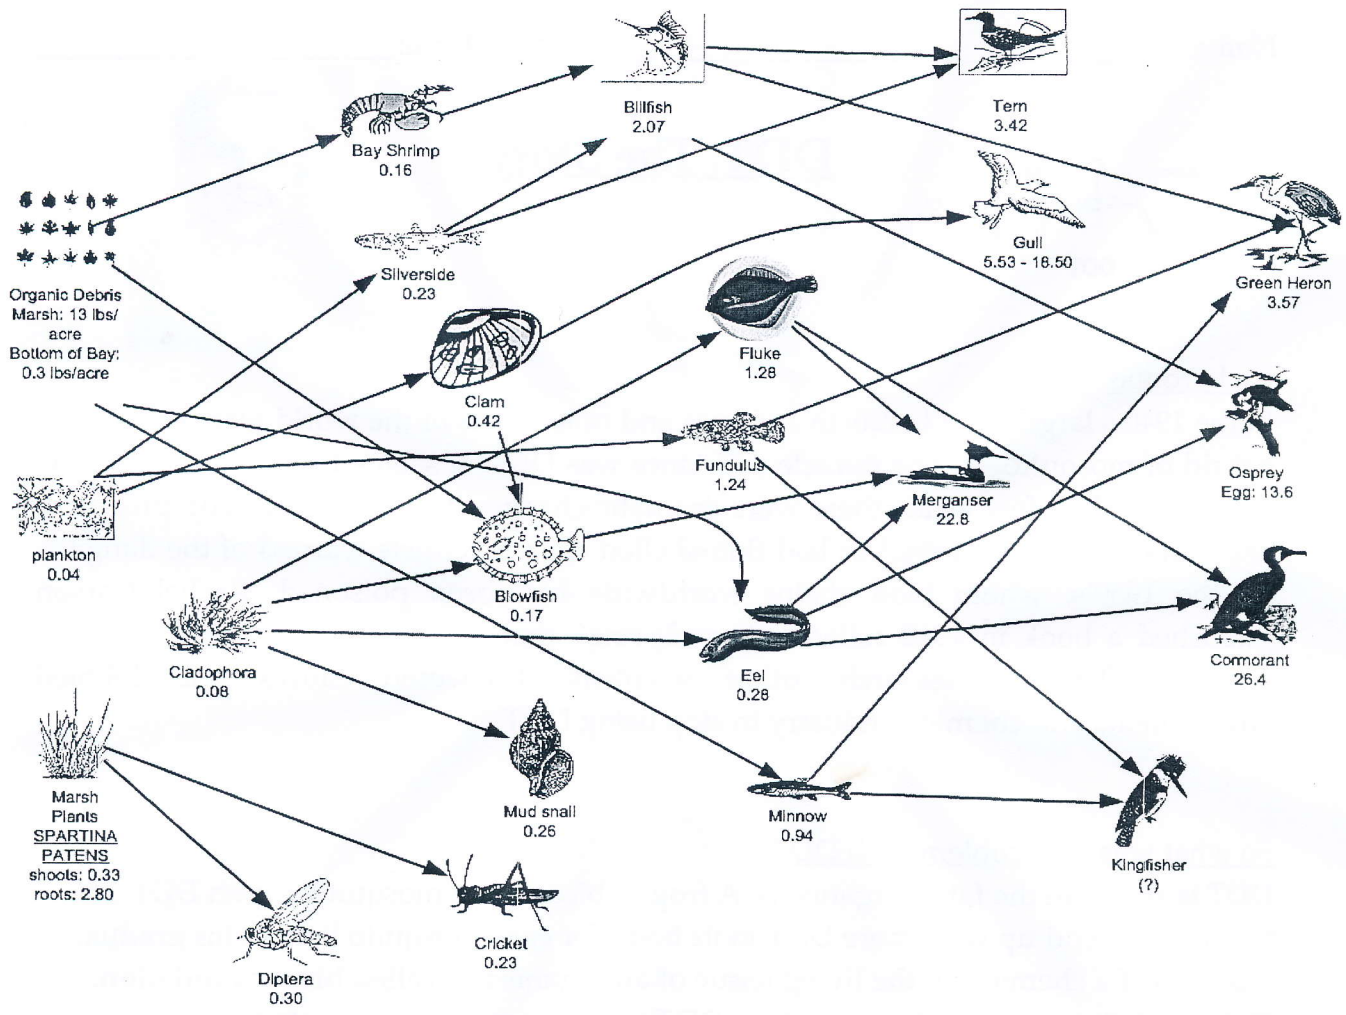 Billfish
2.07
Tern
3.42
Bay Shrimp
0.16
Silverside
0.23
Gull
5.53 - 18.50
Green Heron
3.57
Organic Debris
Marsh: 13 lbs/
acre
Bottom of Bay:
0.3 lbs/acre
Fluke
1.28
Clam
0.42
Fundulus
1.24
Merganser
22.8
Osprey
Egg: 13.6
plankton
0.04
Blowfish
0.17
Cladophora
0.08
Eel
0.28
Cormorant
26.4
Marsh
Plants
SPARTINA
PATENS
shoots: 0.33
roots: 2.80
Mud snail
0.26
Minnow
0.94
Kingfisher
(?)
Cricket
0.23
Diptera
0.30